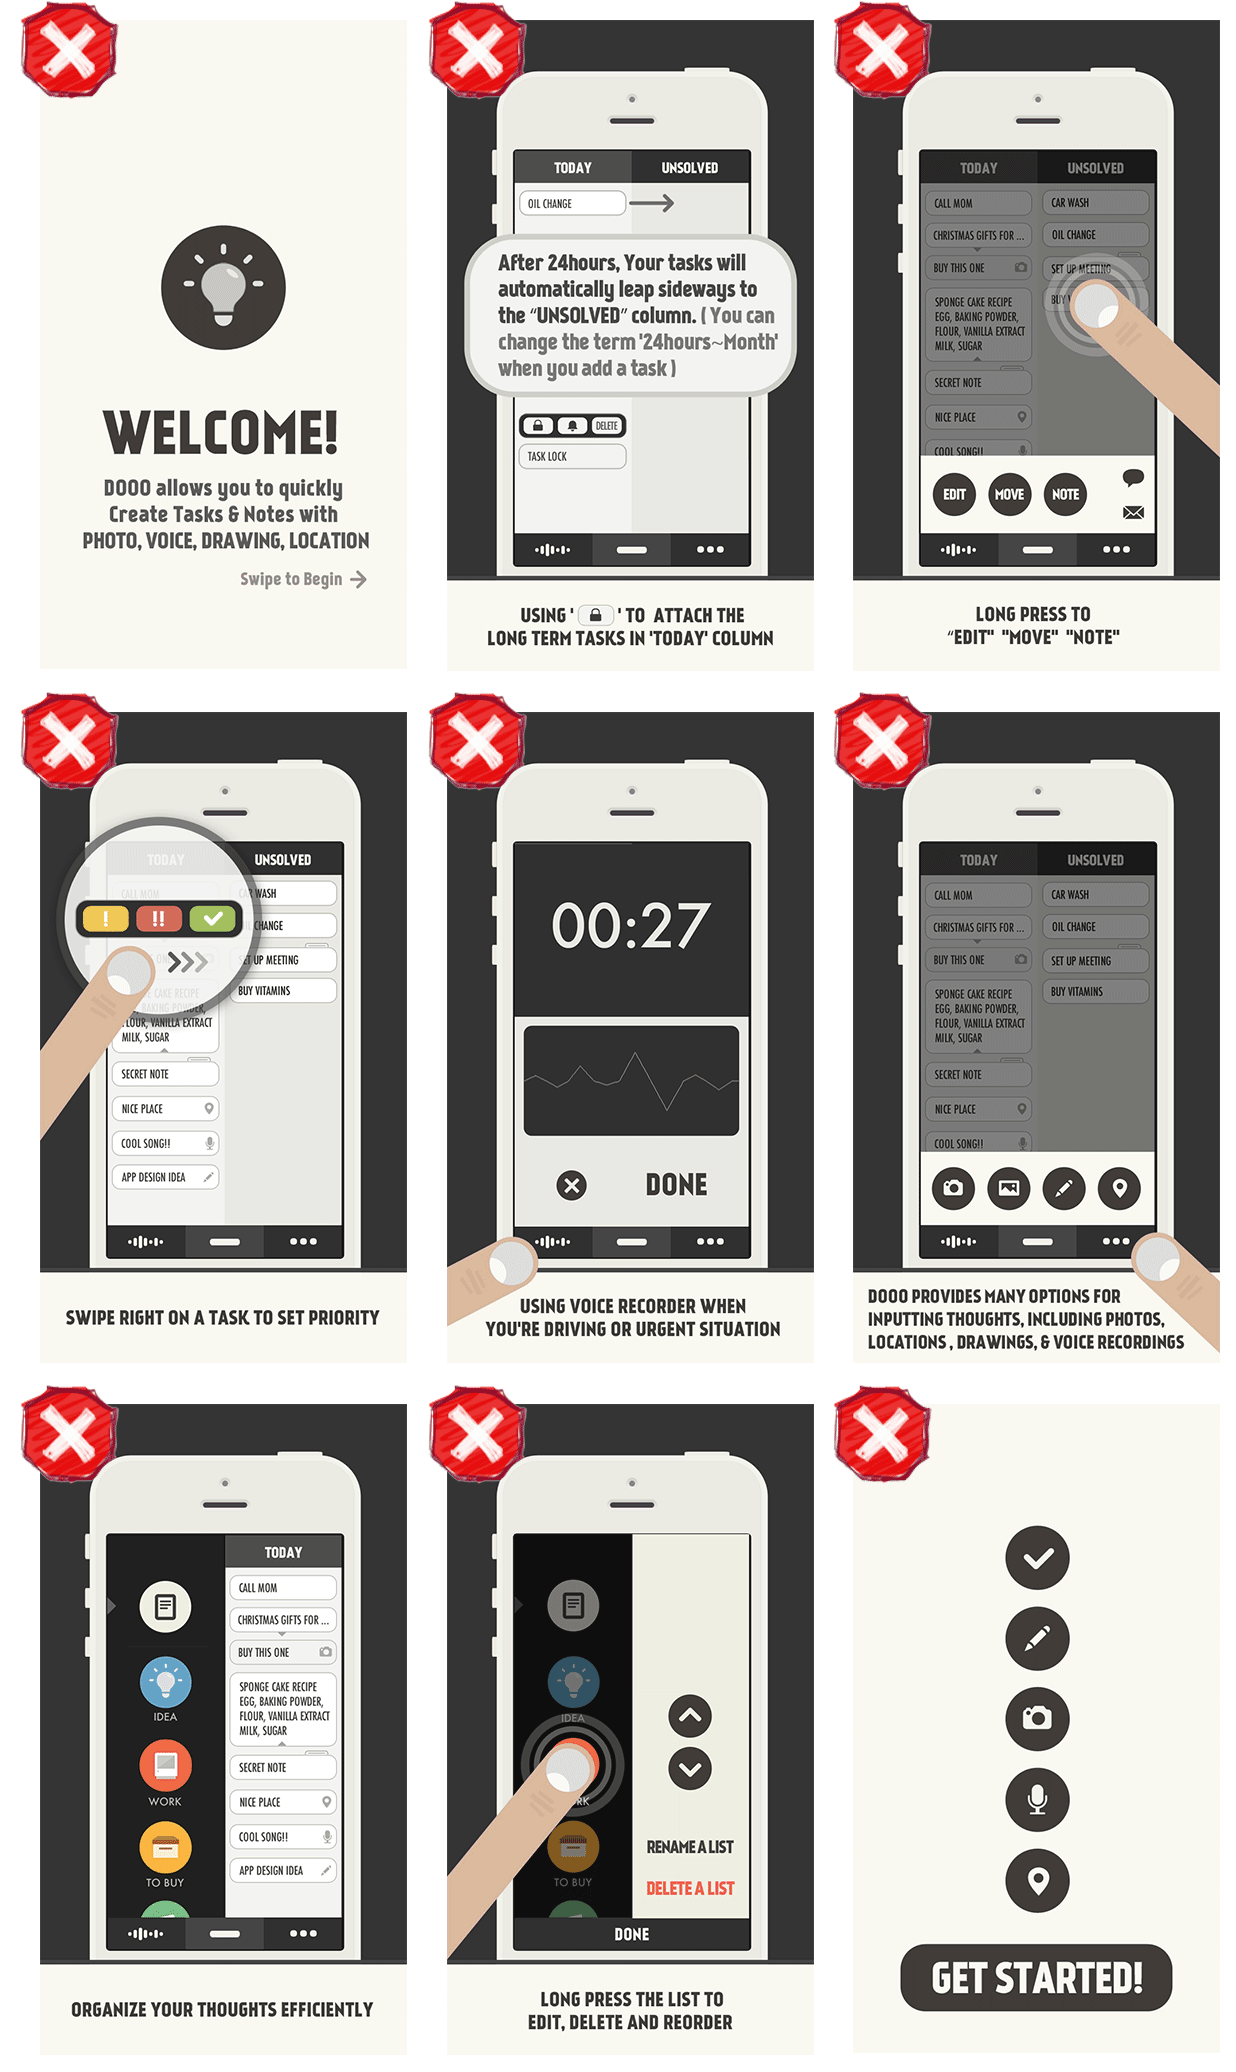 WELCOME!
DOOO allows you to quickly
Create Tasks & Notes with
PHOTO, VOICE, DRAWING, LOCATION
Swipe to Begin
TODAY UNSOLVED
OIL CHANGE
After 24hours, Your tasks will
automatically leap sideways to
the “UNSOLVED” column. ( You can
change the term '24hours~Month'
when you add a task )
DELETE
TASK LOCK
USING ' ' TO ATTACH THE
LONG TERM TASKS IN 'TODAY' COLUMN
TODAY UNSOLVED
CALL MOM CAR WASH
CHRISTMAS GIFTS FOR ... OIL CHANGE
BUY THIS ONE SET UP MEETING
SPONGE CAKE RECIPE BUY
EGG, BAKING POWDER,
FLOUR, VANILLA EXTRACT
MILK, SUGAR
SECRET NOTE
NICE PLACE
COOL SONG!!
EDIT MOVE NOTE
LONG PRESS TO
“EDIT" "MOVE" "NOTE"
TODAY UNSOLVED
CALL MOM CAR WASH
CHANGE
SET UP MEETING
BUY VITAMINS
CAKE RECIPE
BAKING POWDER,
FLOUR, VANILLA EXTRACT
MILK, SUGAR
SECRET NOTE
NICE PLACE
COOL SONG!!
APP DESIGN IDEA
SWIPE RIGHT ON A TASK TO SET PRIORITY
00:27
DONE
USING VOICE RECORDER WHEN
YOU'RE DRIVING OR URGENT SITUATION
TODAY UNSOLVED
CALL MOM CAR WASH
CHRISTMAS GIFTS FOR ... OIL CHANGE
BUY THIS ONE SET UP MEETING
SPONGE CAKE RECIPE BUY VITAMINS
EGG, BAKING POWDER,
FLOUR, VANILLA EXTRACT
MILK, SUGAR
SECRET NOTE
NICE PLACE
COOL SONG!!
DOOO PROVIDES MANY OPTIONS FOR
INPUTTING THOUGHTS, INCLUDING PHOTOS,
LOCATIONS , DRAWINGS, & VOICE RECORDINGS
TODAY
CALL MOM
CHRISTMAS GIFTS FOR ...
BUY THIS ONE
SPONGE CAKE RECIPE
EGG, BAKING POWDER,
FLOUR, VANILLA EXTRACT
MILK, SUGAR
SECRET NOTE
NICE PLACE
COOL SONG!!
APP DESIGN IDEA
IDEA
WORK
TO BUY
ORGANIZE YOUR THOUGHTS EFFICIENTLY
IDEA
TO BUY
RENAME A LIST
DELETE A LIST
DONE
LONG PRESS THE LIST TO
EDIT, DELETE AND REORDER
GET STARTED!